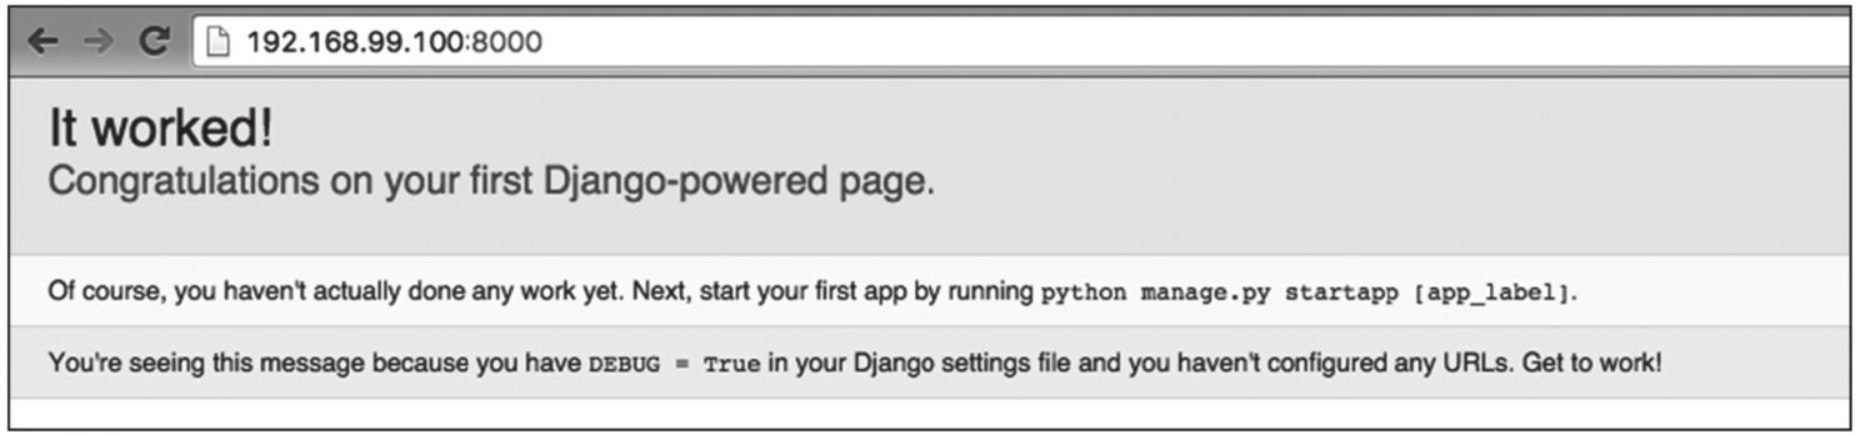 192.168.99.100:8000
It worked!
Congratulations on your first Django-powered page.
Of course, you haven't actually done any work yet. Next, start your first app by running python manage.py startapp [app_label].
You're seeing this message because you have DEBUG = True in your Django settings file and you haven't configured any URLs. Get to work!